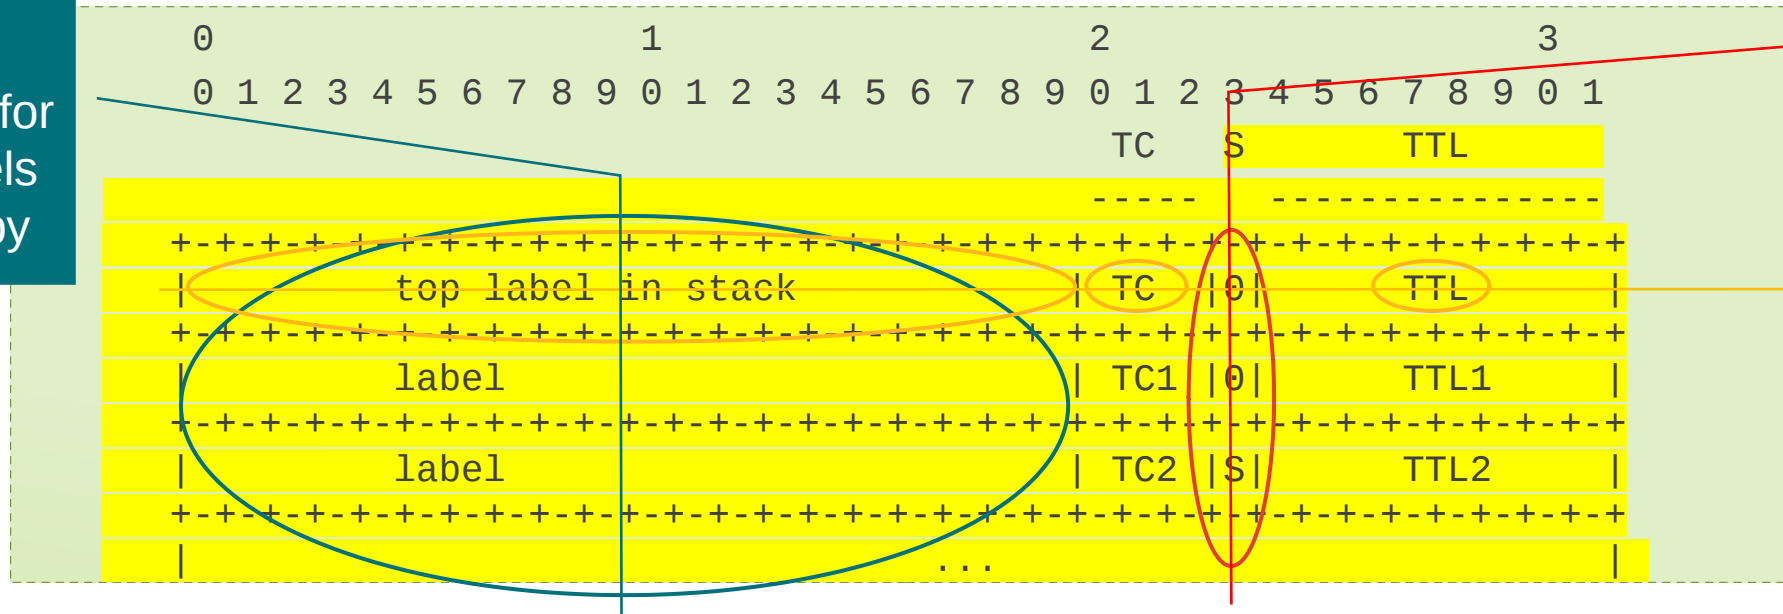 for
by
0 1 2 3
0 1 2 3 4 5 6 7 8 9 0 1 2 3 4 5 6 7 8 9 0 1 2 3 4 5 6 7 8 9 0 1
TC S TTL
----- ---------------
+-+-+-+-+-+-+-+-+-+-+-+-+-+-+-+-+-+-+-+-+-+-+-+-+-+-+-+-+-+-+-+-+
| top label in stack | TC |0| TTL |
+-+-+-+-+-+-+-+-+-+-+-+-+-+-+-+-+-+-+-+-+-+-+-+-+-+-+-+-+-+-+-+-+
| label | TC1 |0| TTL1 |
+-+-+-+-+-+-+-+-+-+-+-+-+-+-+-+-+-+-+-+-+-+-+-+-+-+-+-+-+-+-+-+-+
| label | TC2 |S| TTL2 |
+-+-+-+-+-+-+-+-+-+-+-+-+-+-+-+-+-+-+-+-+-+-+-+-+-+-+-+-+-+-+-+-+
| ... |